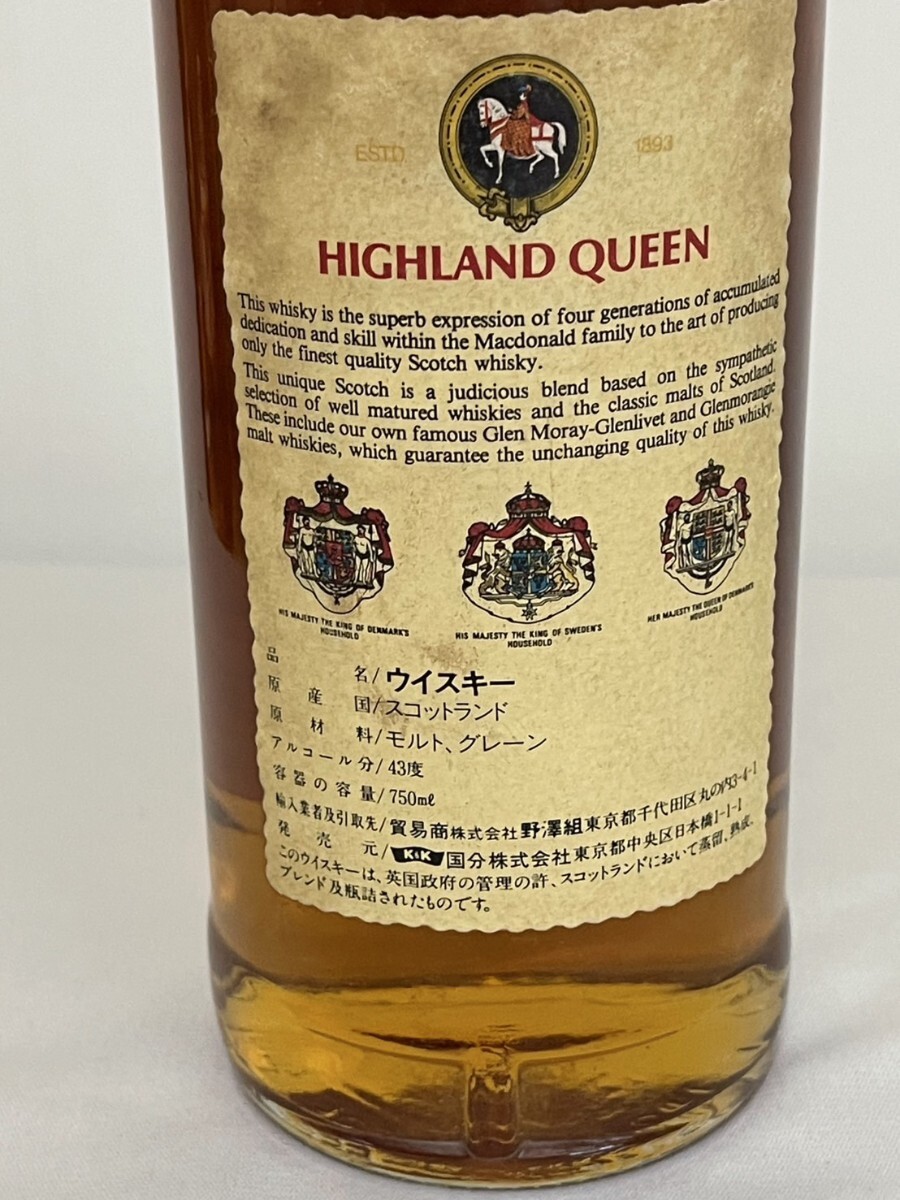 ESTD 1893
HIGHLAND QUEEN
This whisky is the superb expression of four generations of accumulated
dedication and skill within the Macdonald family to the art of producing
only the finest quality Scotch whisky.
This unique Scotch is a judicious blend based on the sympathetic
selection of well matured whiskies and the classic malts of Scotland.
These include our own famous Glen Moray-Glenlivet and Glenmorangie
malt whiskies, which guarantee the unchanging quality of this whisky.
HIS MAJESTY THE KING OF DENMARK'S
HOUSEHOLD
HIS MAJESTY THE KING OF SWEDEN'S
HOUSEHOLD
HER MAJESTY THE QUEEN OF DENMARK'S
HOUSEHOLD
品名/ウイスキー
原産国/スコットランド
原材料/モルト、グレーン
アルコール分/43度
容器の容量/750mℓ
輸入業者及引取先/貿易商株式会社野澤組東京都千代田区丸の内3-4-1
発売元/K&K国分株式会社東京都中央区日本橋1-1-1
このウイスキーは、英国政府の管理の許、スコットランドにおいて蒸留、熟成、
ブレンド及瓶詰されたものです。